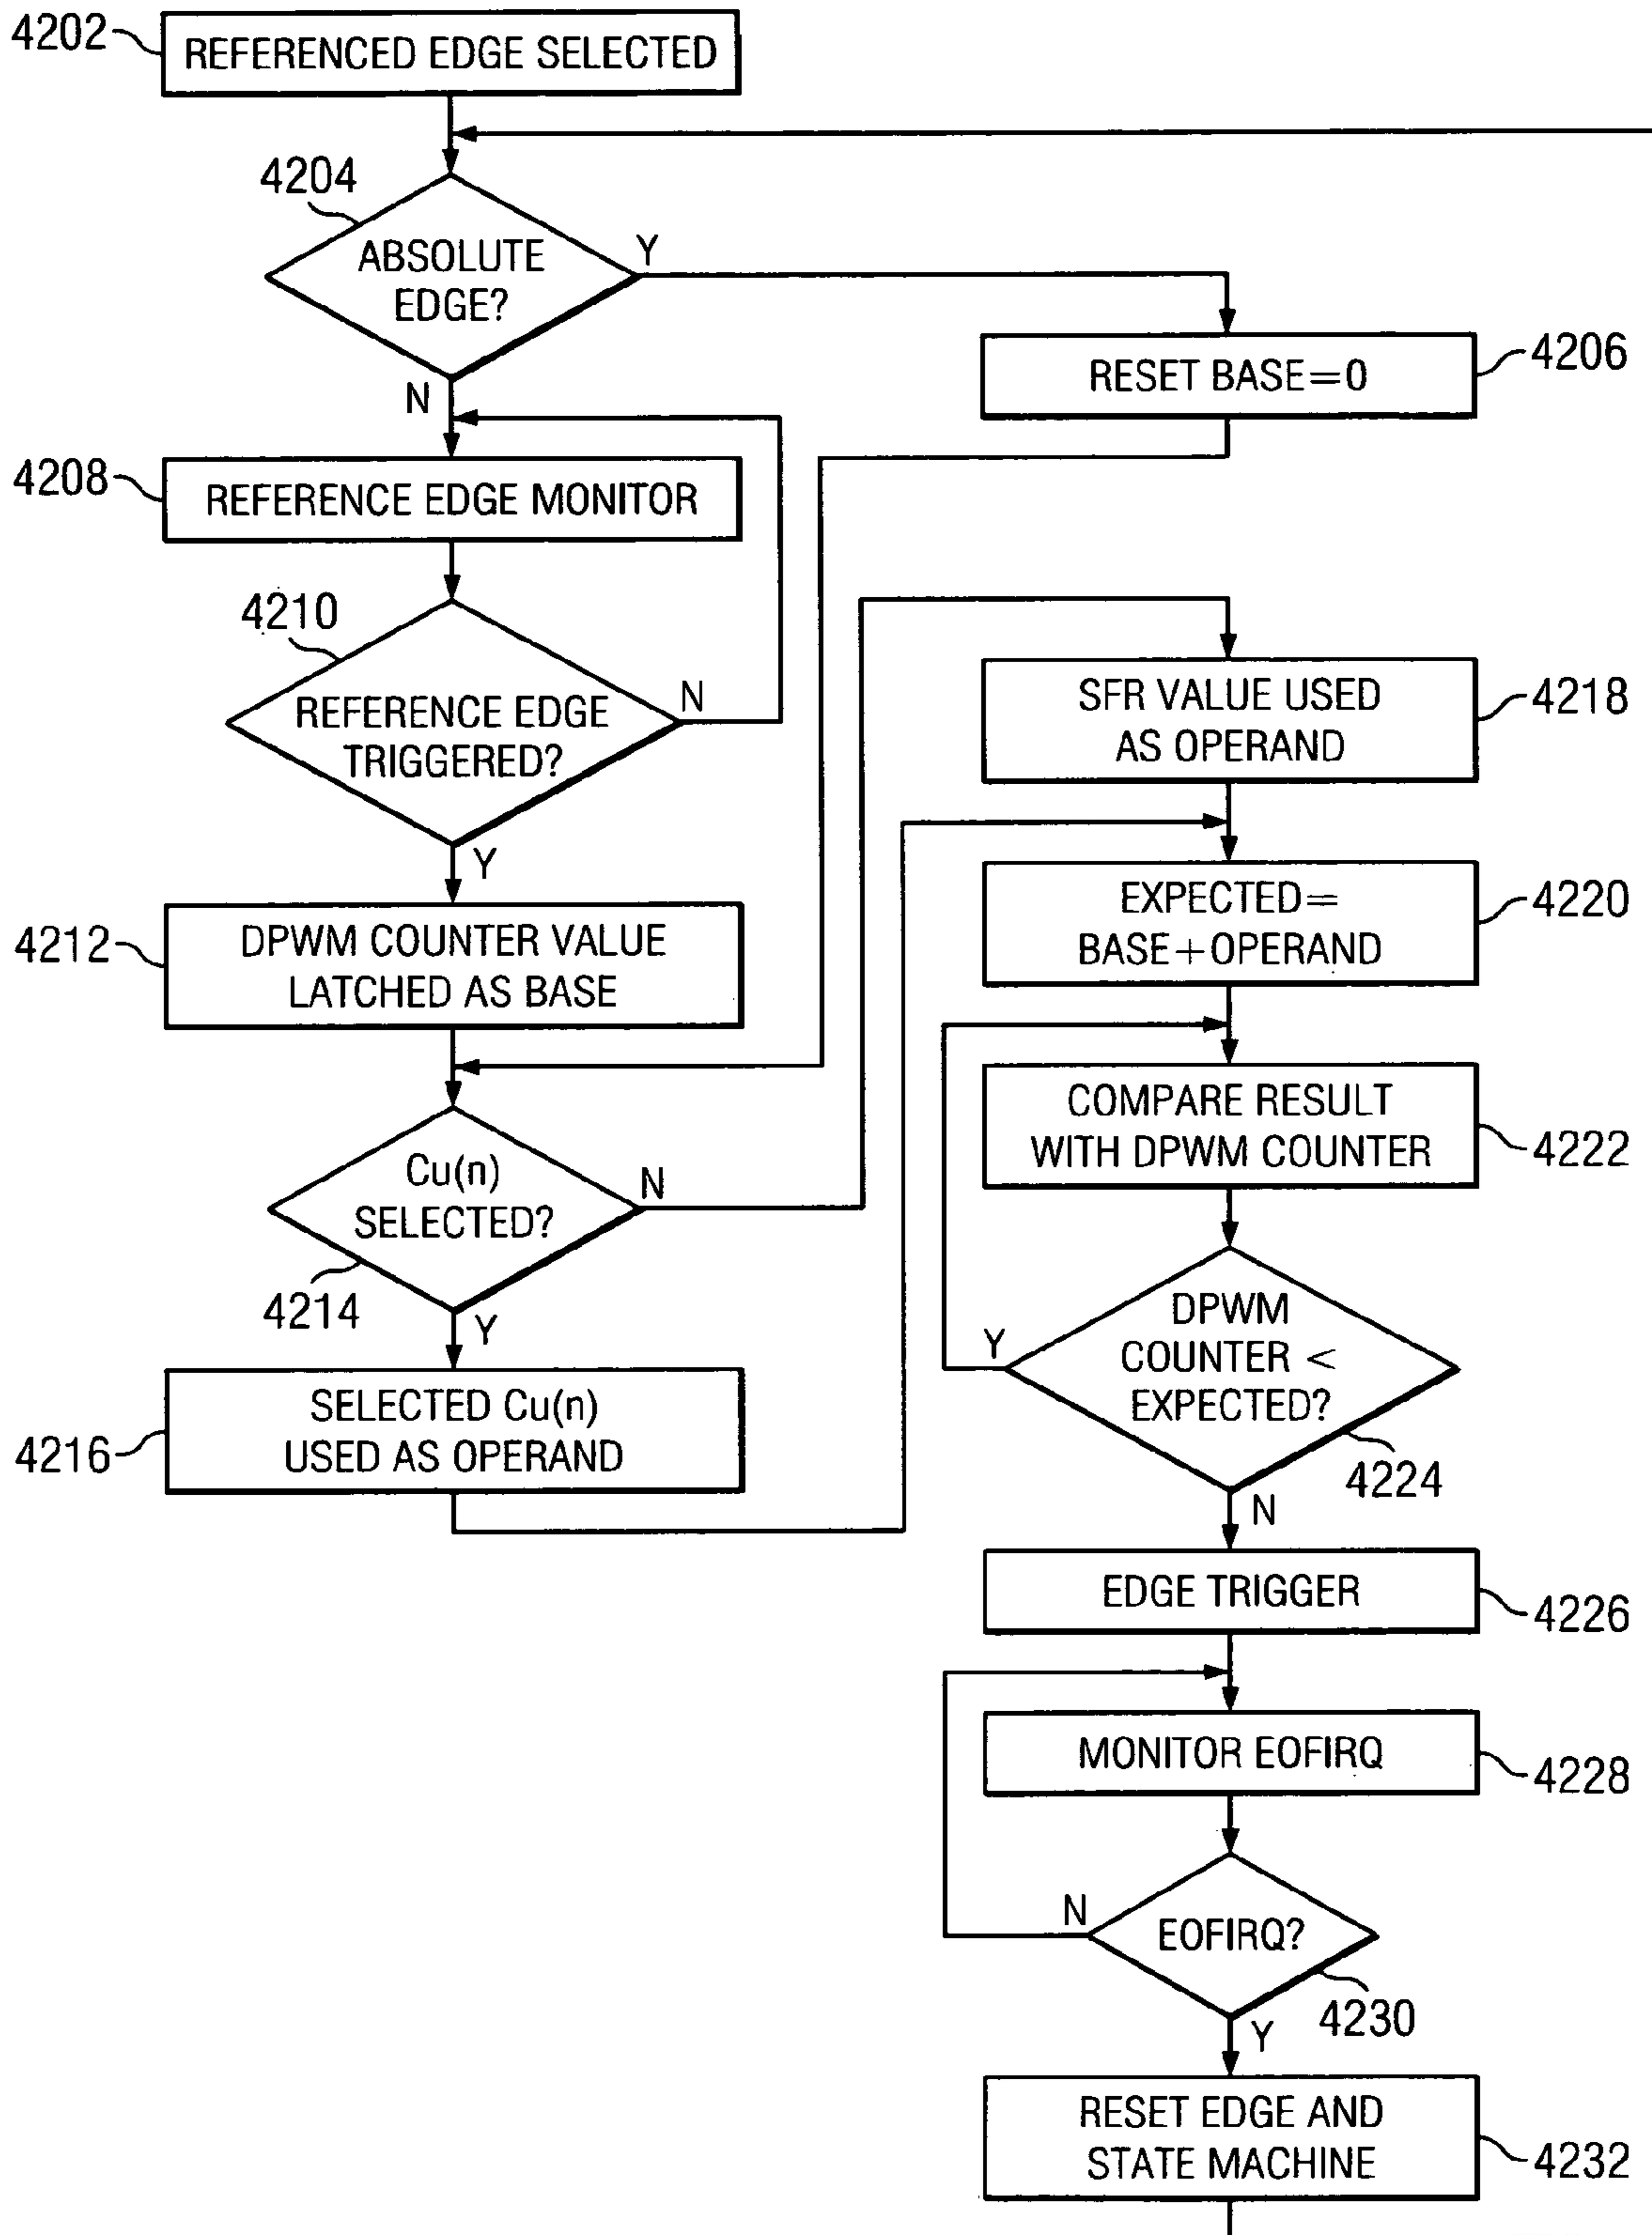 4202
REFERENCED EDGE SELECTED
4204
ABSOLUTE
EDGE?
Y
N
RESET BASE=0
4206
4208
REFERENCE EDGE MONITOR
4210
REFERENCE EDGE
TRIGGERED?
N
Y
4212
DPWM COUNTER VALUE
LATCHED AS BASE
Cu(n)
SELECTED?
N
4214
Y
4216
SELECTED Cu(n)
USED AS OPERAND
SFR VALUE USED
AS OPERAND
4218
EXPECTED=
BASE+OPERAND
4220
COMPARE RESULT
WITH DPWM COUNTER
4222
DPWM
COUNTER <
EXPECTED?
Y
4224
N
EDGE TRIGGER
4226
MONITOR EOFIRQ
4228
EOFIRQ?
N
4230
Y
RESET EDGE AND
STATE MACHINE
4232